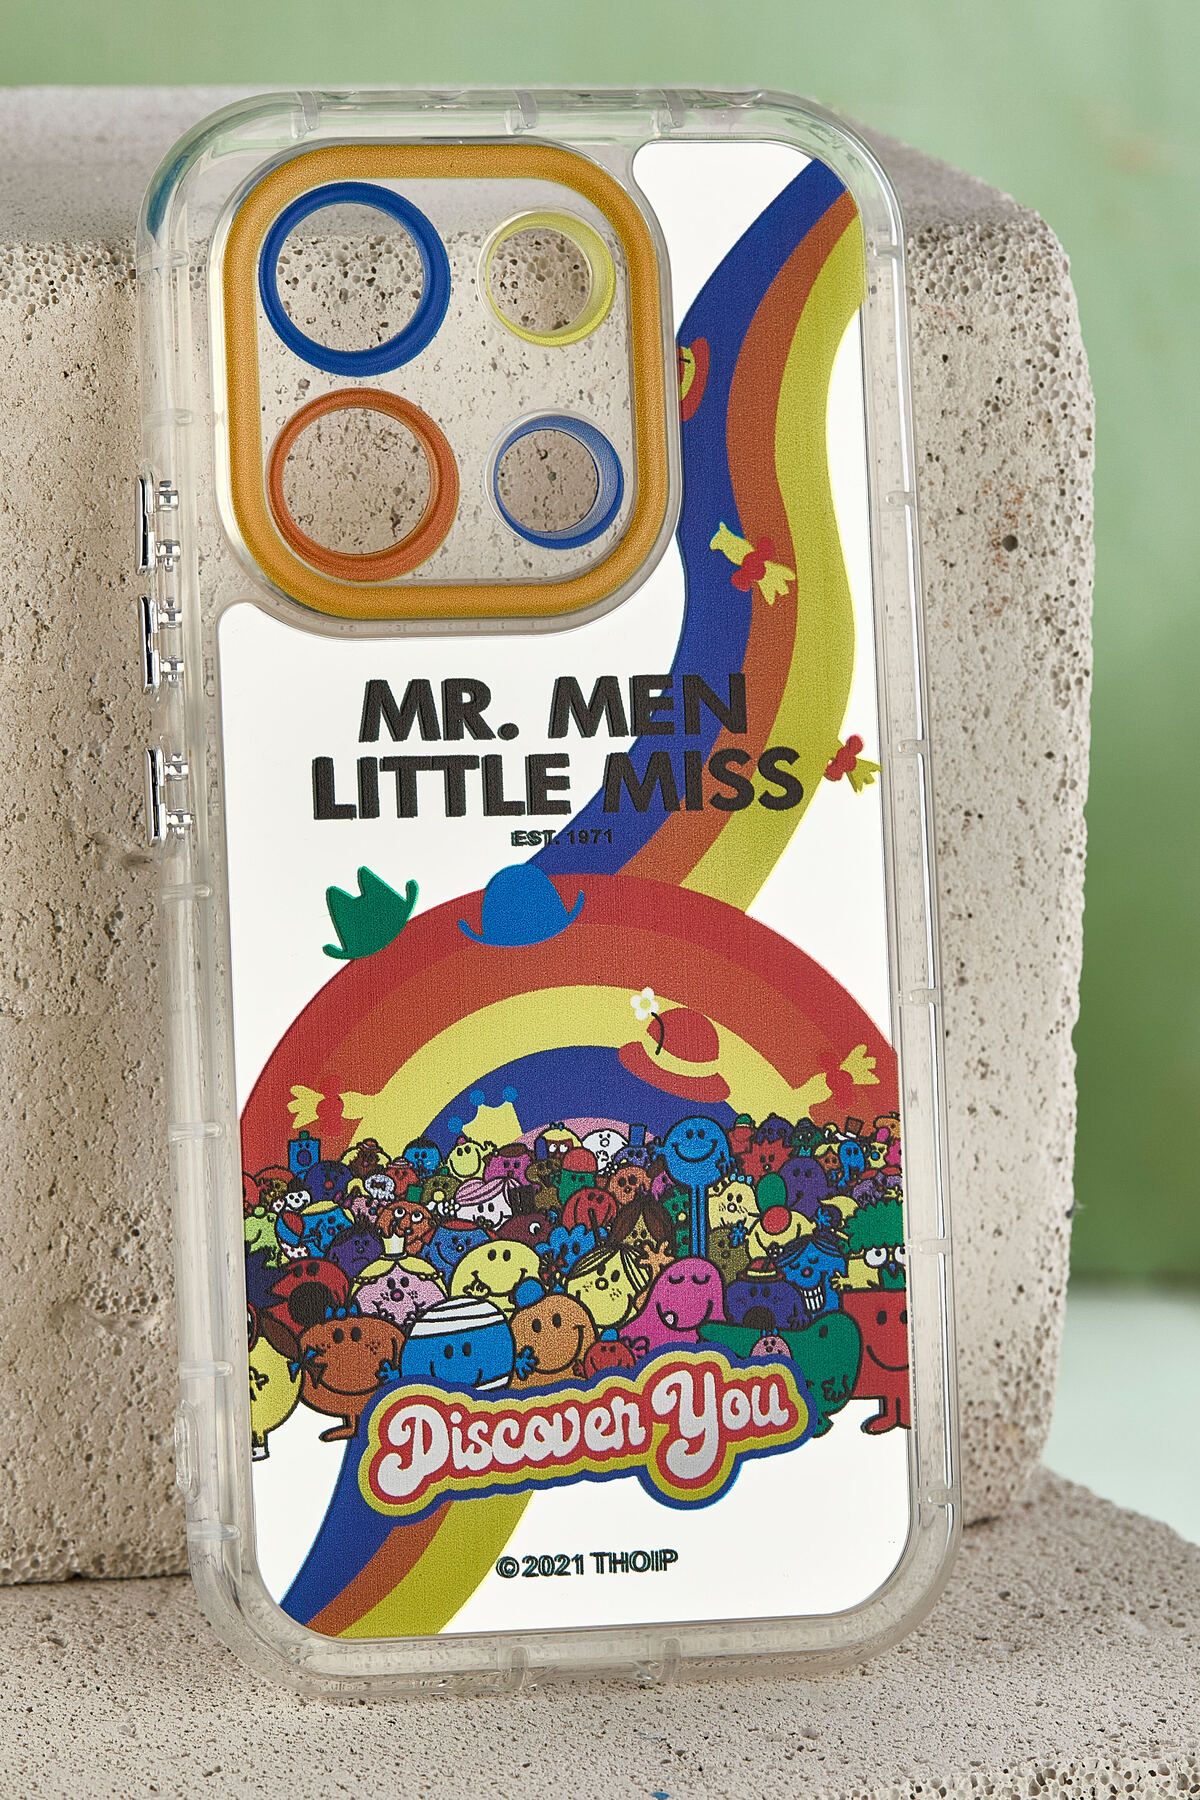 MR. MEN
LITTLE MISS
EST. 1971
Discover You
©2021 THOIP